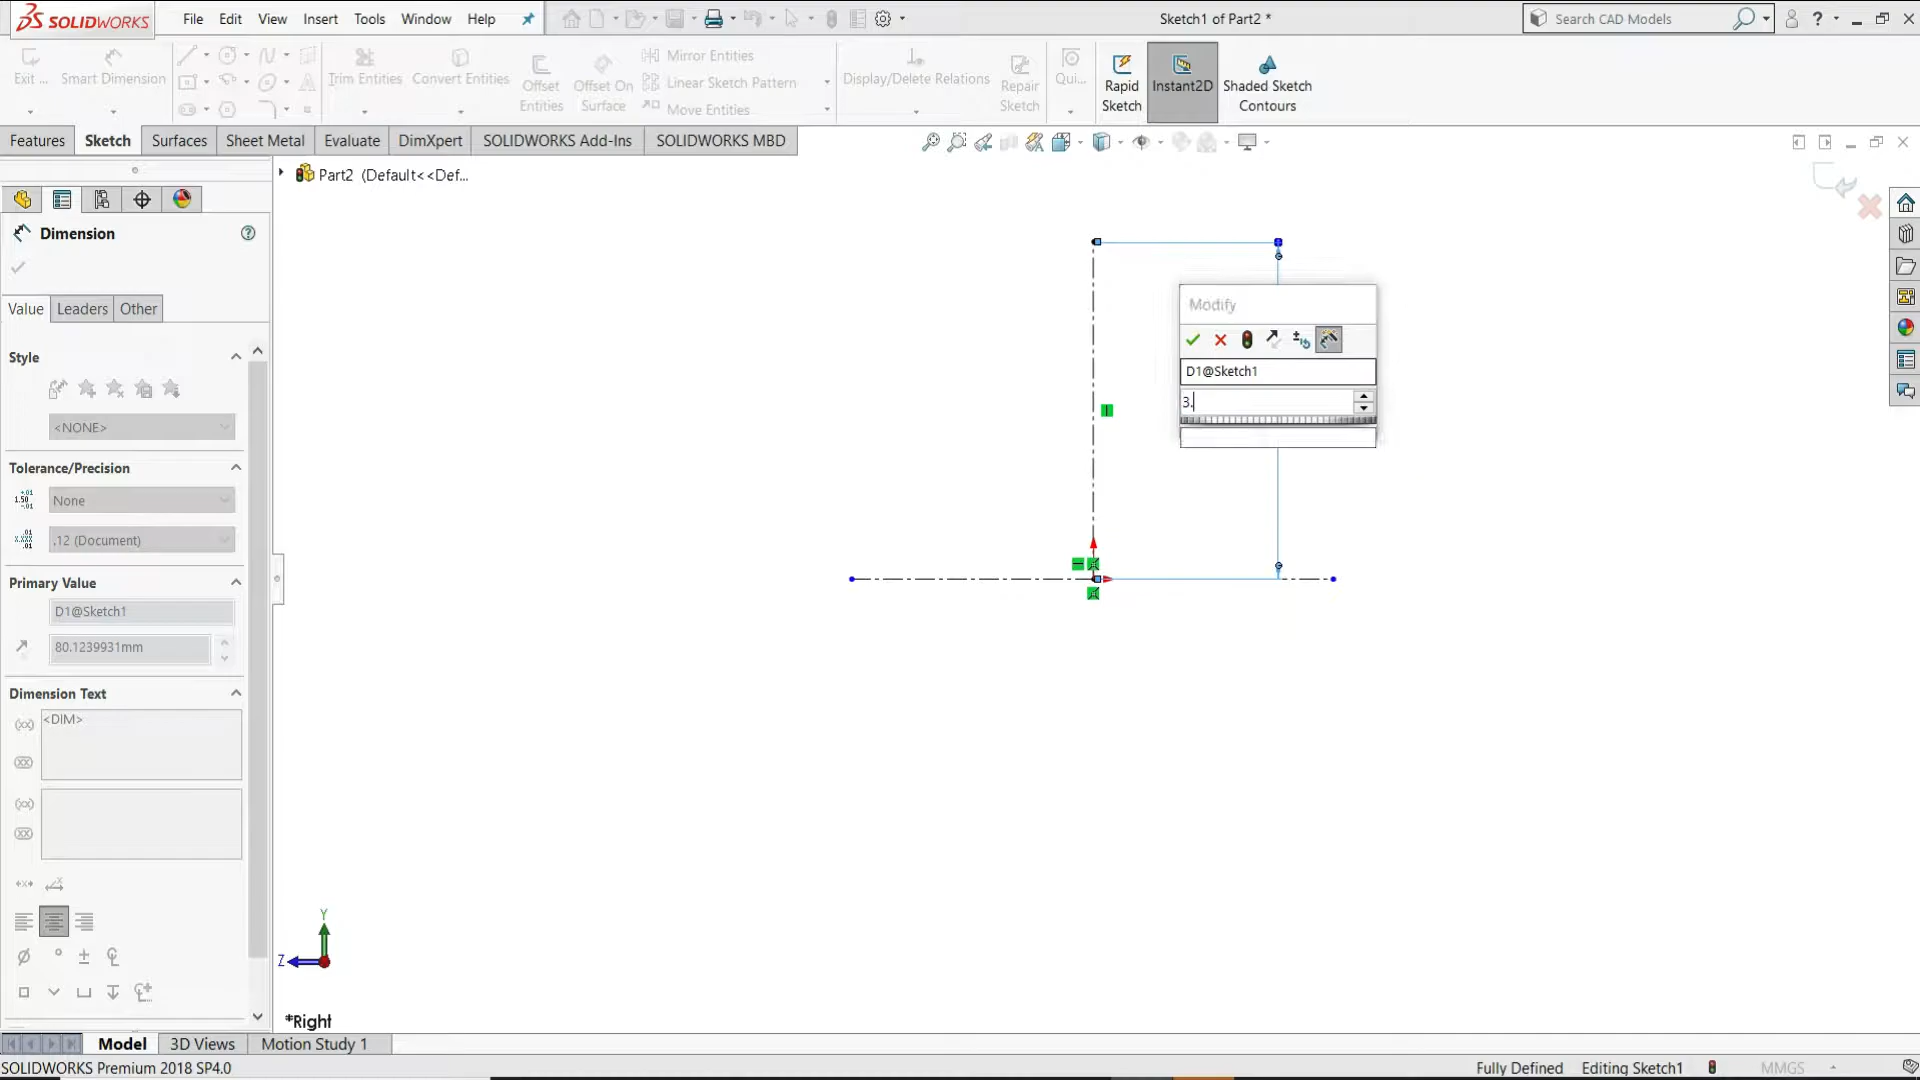 SOLIDWORKS File Edit View Insert Tools Window Help Sketch1 of Part2 * Search CAD Models ?
Exit ... Smart Dimension Trim Entities Convert Entities Offset Entities Offset On Surface Mirror Entities Linear Sketch Pattern Move Entities Display/Delete Relations Repair Sketch Qui... Rapid Sketch Instant2D Shaded Sketch Contours
Features Sketch Surfaces Sheet Metal Evaluate DimXpert SOLIDWORKS Add-Ins SOLIDWORKS MBD
Part2 (Default<<Def...
Dimension
Value Leaders Other
Style
<NONE>
Tolerance/Precision
None
.12 (Document)
Primary Value
D1@Sketch1
80.1239931mm
Dimension Text
<DIM>
Modify
D1@Sketch1
3.
Y
Z
*Right
Model 3D Views Motion Study 1
SOLIDWORKS Premium 2018 SP4.0 Fully Defined Editing Sketch1 MMGS